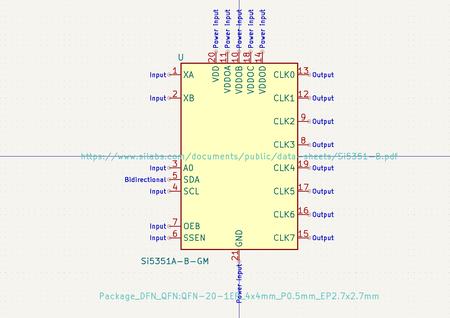 Power Input
Power Input
Power Input
Power Input
Power Input
U
20
11
10
18
14
VDD
VDDOA
VDDOB
VDDOC
VDDOD
Input 1 XA
CLK0 13 Output
Input 2 XB
CLK1 12 Output
CLK2 9 Output
CLK3 8 Output
https://www.silabs.com/documents/public/data-sheets/Si5351-B.pdf
Input 3 A0
CLK4 19 Output
Bidirectional 5 SDA
Input 4 SCL
CLK5 17 Output
CLK6 16 Output
Input 7 OEB
Input 6 SSEN
CLK7 15 Output
GND
21
Power Input
Si5351A-B-GM
Package_DFN_QFN:QFN-20-1EP_4x4mm_P0.5mm_EP2.7x2.7mm